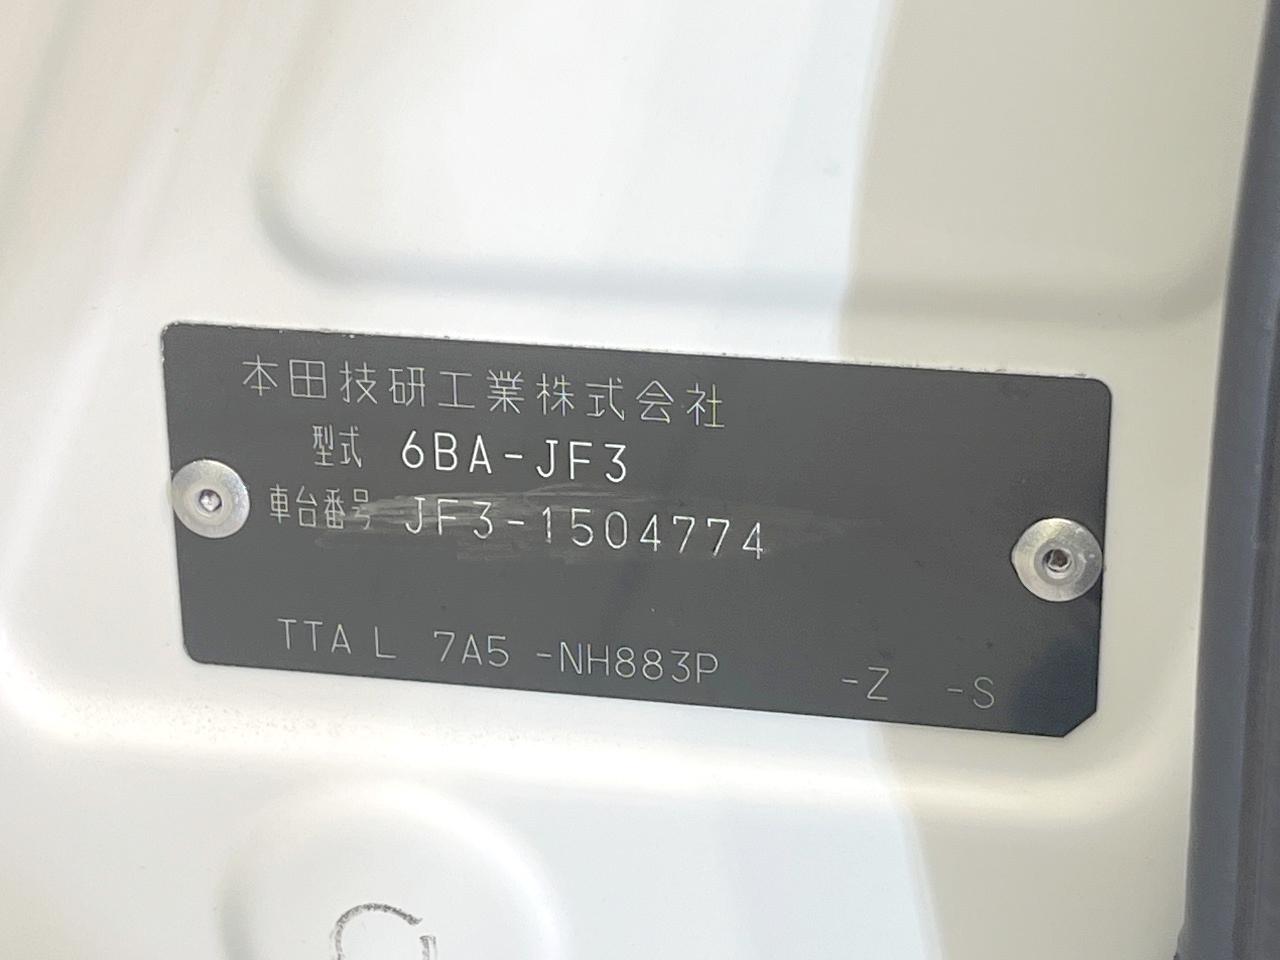 本田技研工業株式会社
型式 6BA-JF3
車台番号 JF3-1504774
TTA L 7A5 -NH883P -Z -S